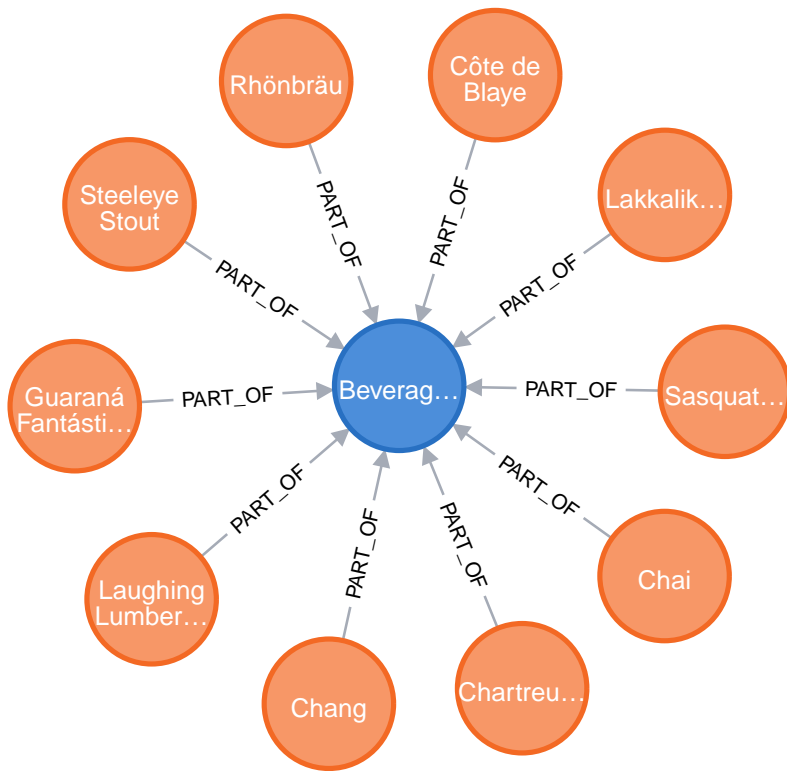 Rhönbräu
Côte de
Blaye
Steeleye
Stout
Lakkalik…
PART_OF
PART_OF
PART_OF
PART_OF
Guaraná
Fantásti…
PART_OF
Beverag…
PART_OF
Sasquat…
PART_OF
PART_OF
PART_OF
PART_OF
Laughing
Lumber…
Chai
Chang
Chartreu…